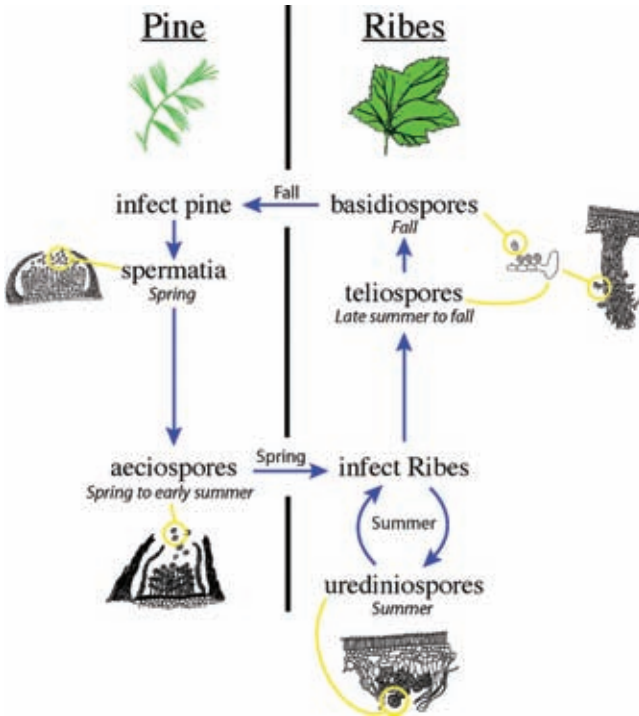 Pine
Ribes
infect pine
Fall
basidiospores
Fall
spermatia
Spring
teliospores
Late summer to fall
aeciospores
Spring to early summer
Spring
infect Ribes
Summer
urediniospores
Summer